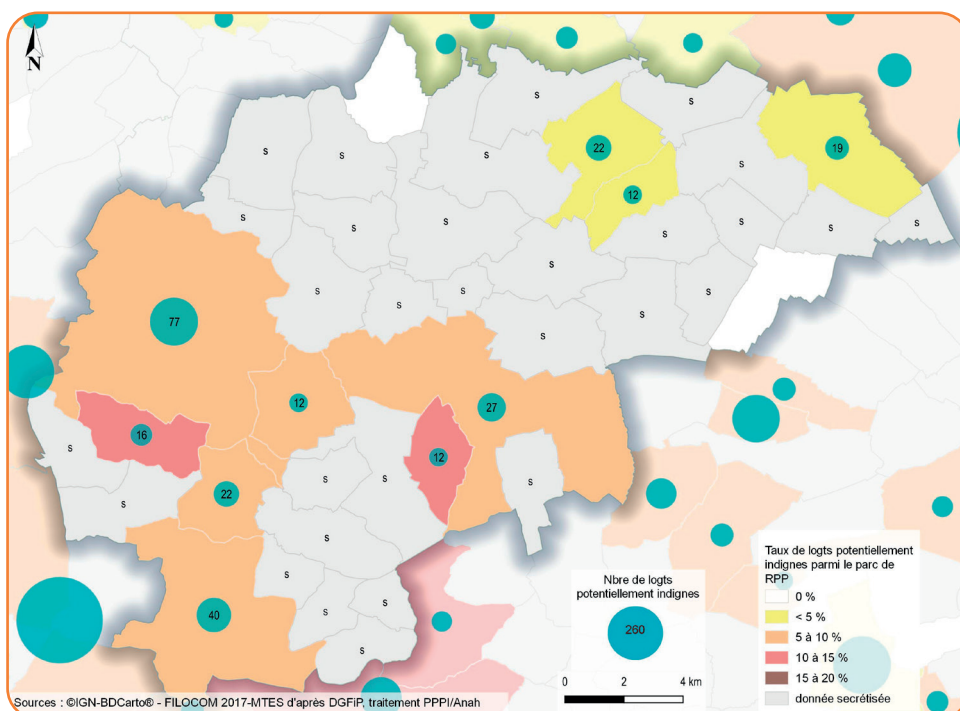 N
s
s
s
s
s
22
s
19
12
s
s
s
s
s
s
s
s
s
s
s
s
s
77
s
12
27
16
s
s
12
s
s
22
s
s
s
s
s
40
s
s
Nbre de logts
potentiellement
indignes
260
0 2 4 km
Taux de logts potentiellement
indignes parmi le parc de
RPP
0 %
< 5 %
5 à 10 %
10 à 15 %
15 à 20 %
donnée secrétisée
Sources : ©IGN-BDCarto® - FILOCOM 2017-MTES d'après DGFiP, traitement PPPI/Anah